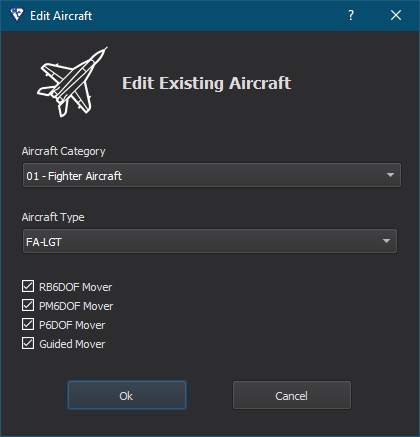 Edit Aircraft
?
Edit Existing Aircraft
Aircraft Category
01 - Fighter Aircraft
Aircraft Type
FA-LGT
RB6DOF Mover
PM6DOF Mover
P6DOF Mover
Guided Mover
Ok
Cancel